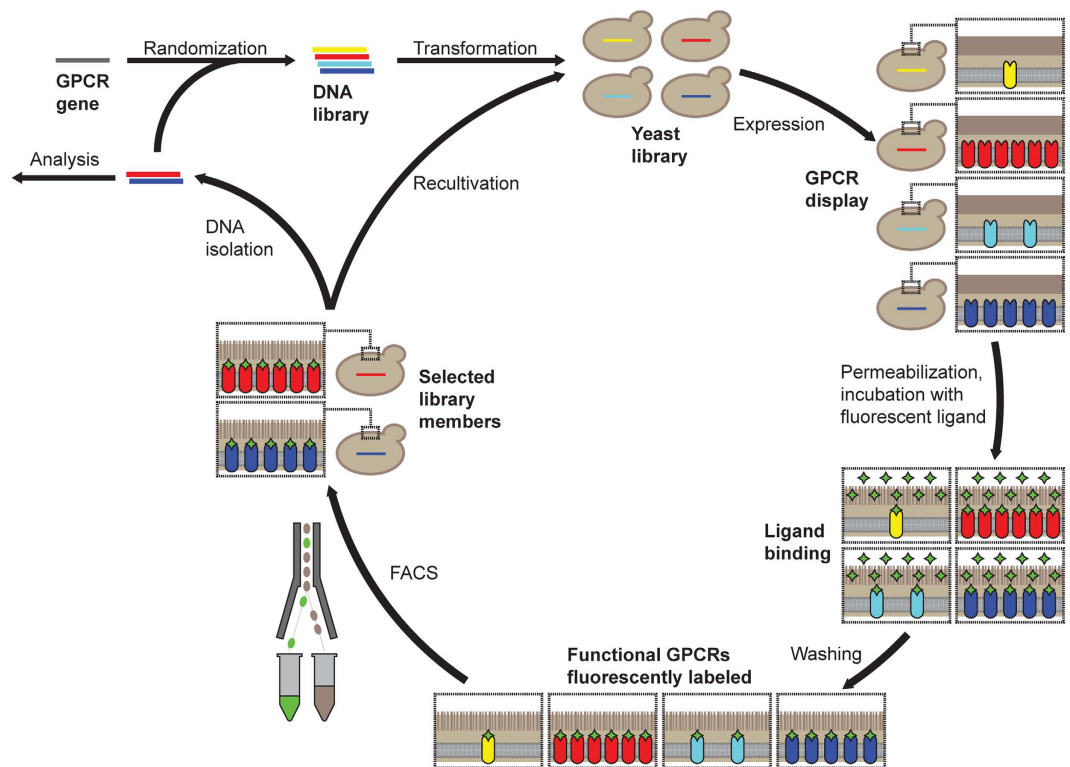 Randomization
GPCR
gene
DNA
library
Transformation
Yeast
library
Expression
GPCR
display
Analysis
DNA
isolation
Recultivation
Selected
library
members
Permeabilization,
incubation with
fluorescent ligand
Ligand
binding
Washing
Functional GPCRs
fluorescently labeled
FACS